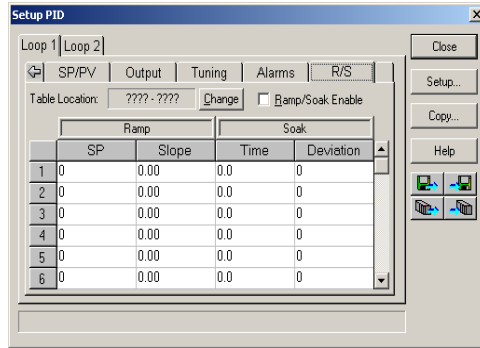 Setup PID
Loop 1 Loop 2
SP/PV Output Tuning Alarms R/S
Table Location: ???? - ???? Change Ramp/Soak Enable
Ramp Soak
SP Slope Time Deviation
1 0 0.00 0.0 0
2 0 0.00 0.0 0
3 0 0.00 0.0 0
4 0 0.00 0.0 0
5 0 0.00 0.0 0
6 0 0.00 0.0 0
Close
Setup...
Copy...
Help